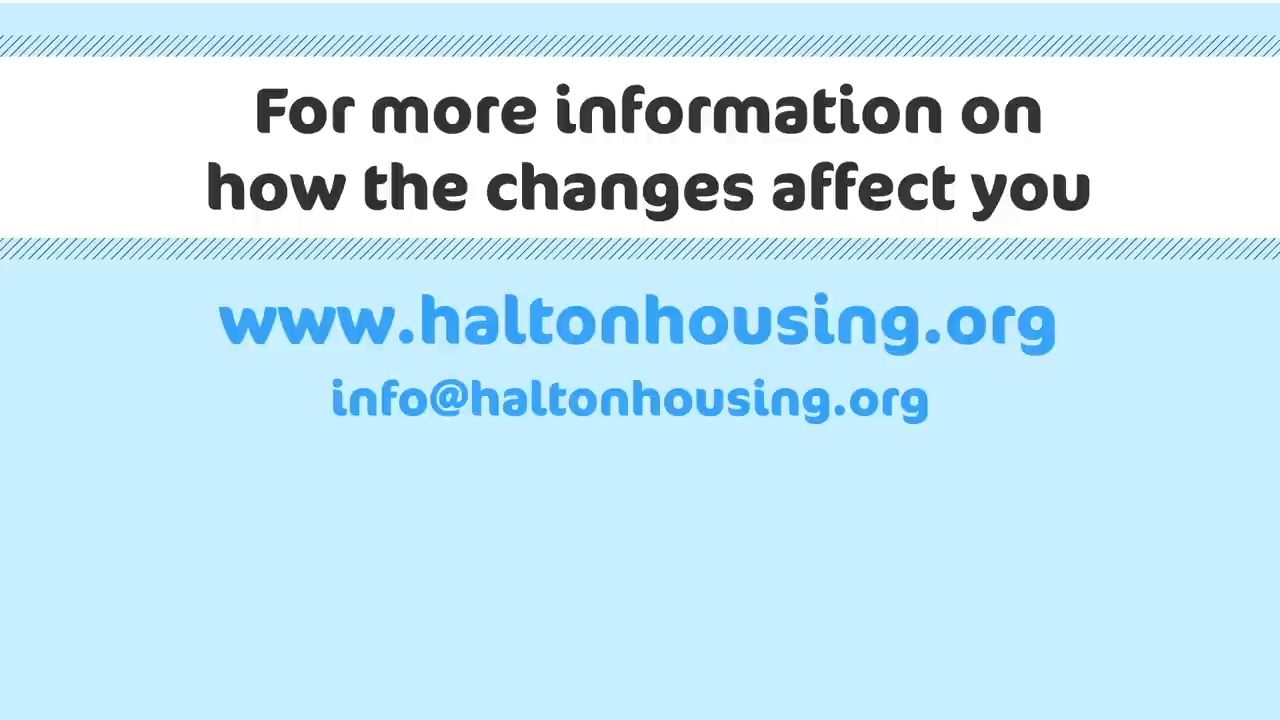 For more information on
how the changes affect you
www.haltonhousing.org
info@haltonhousing.org